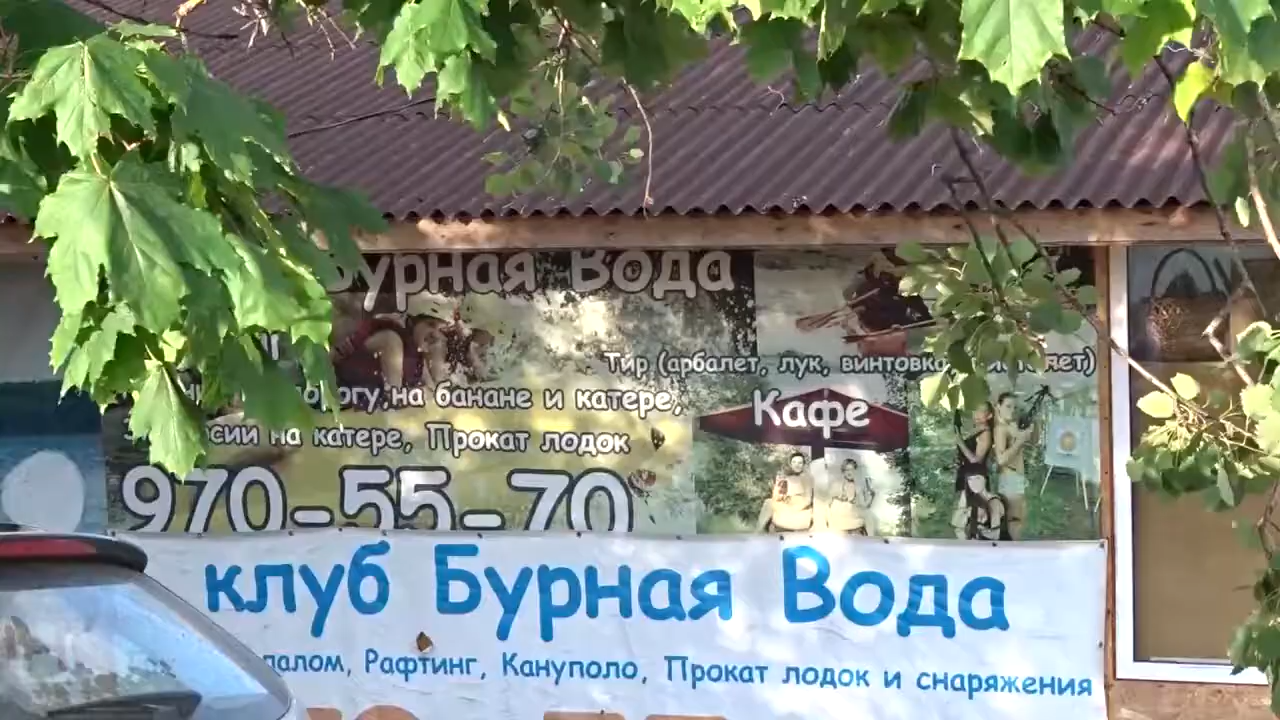 Бурная Вода
Тир (арбалет, лук, винтовка
на банане и катере,
на катере, Прокат лодок
Кафе
970-55-70
клуб Бурная Вода
Рафтинг, Кануполо, Прокат лодок и снаряжения